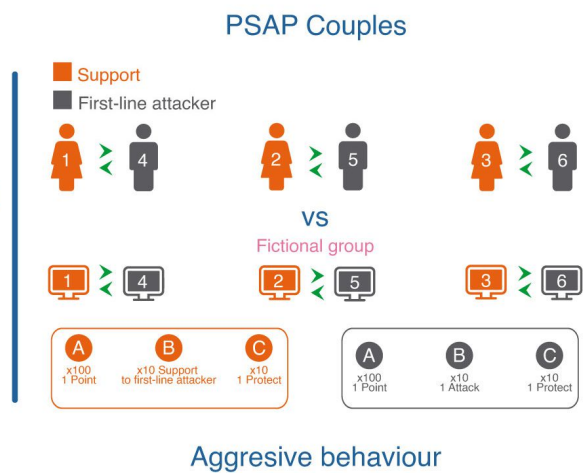 PSAP Couples
Support
First-line attacker
1 4 2 5 3 6
vs
Fictional group
1 4 2 5 3 6
A B C
x100 x10 Support x10
1 Point to first-line attacker 1 Protect
A B C
x100 x10 x10
1 Point 1 Attack 1 Protect
Aggresive behaviour